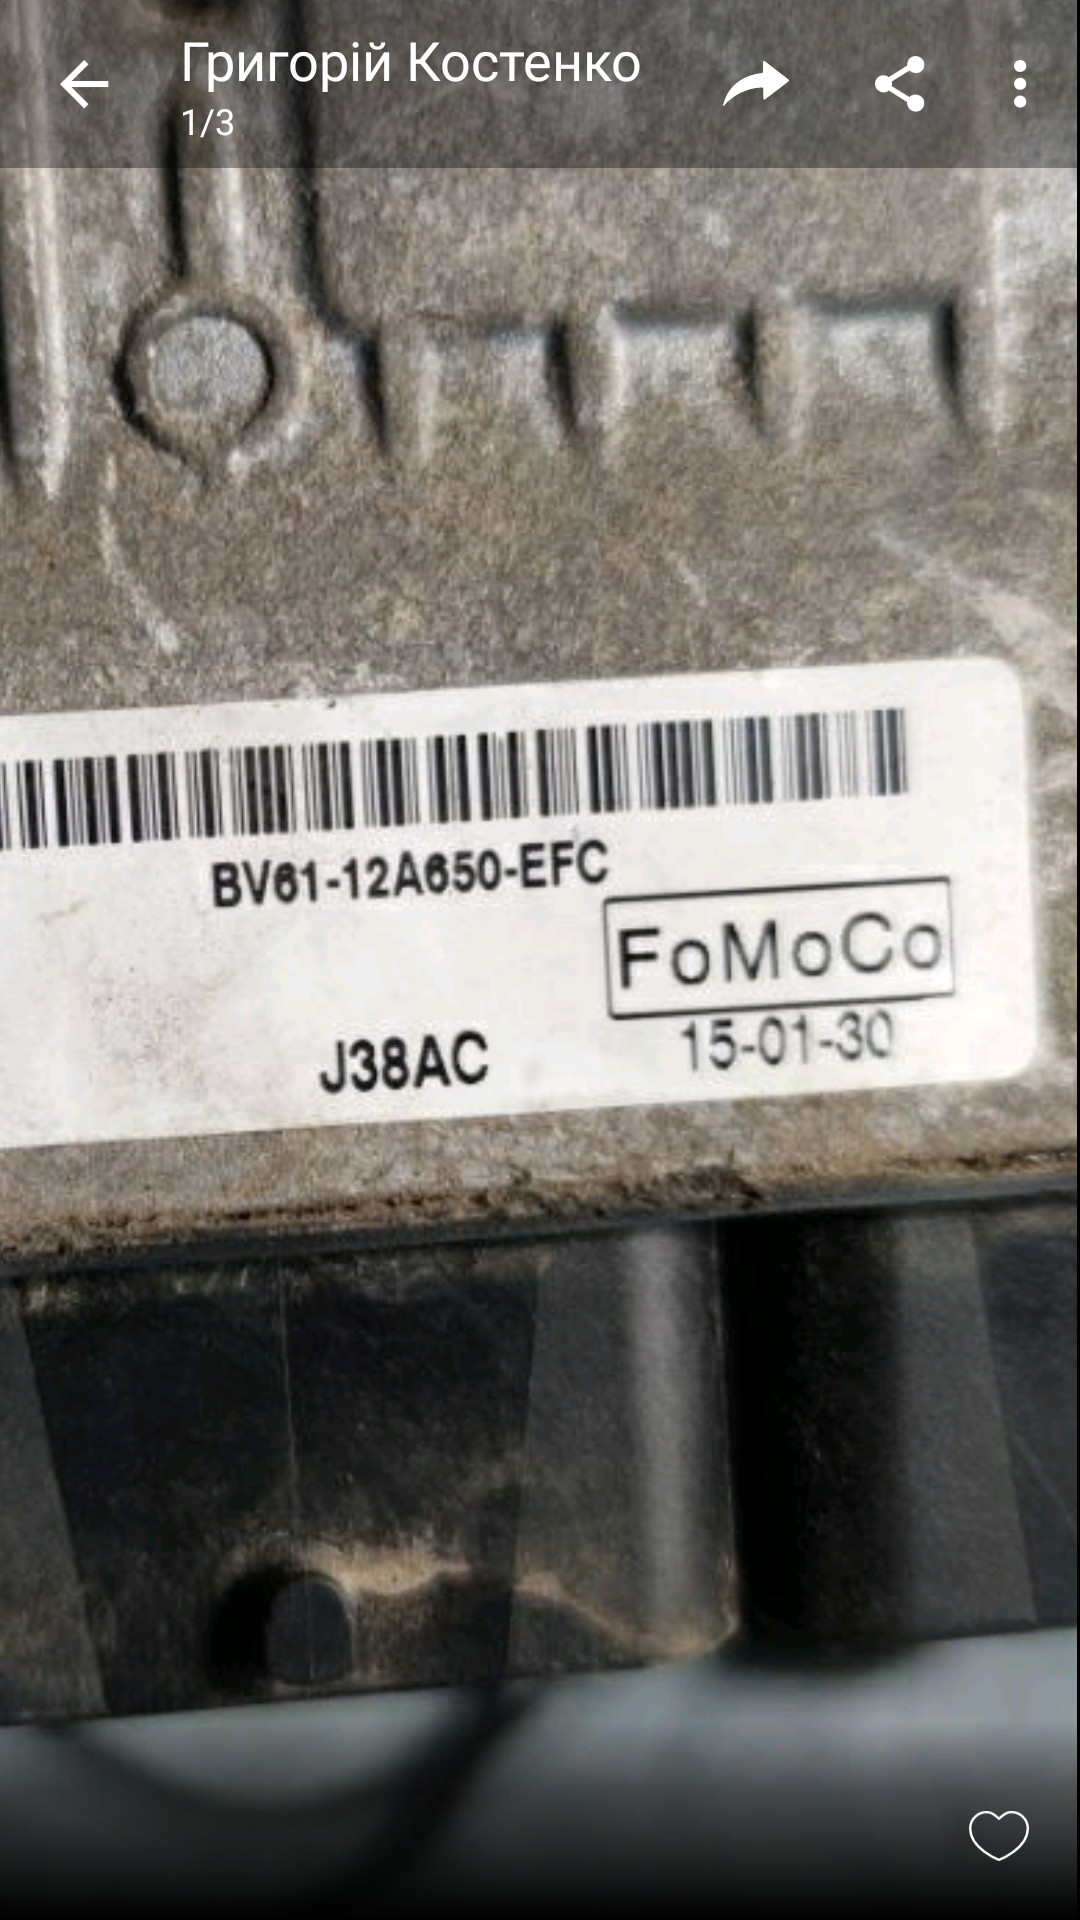 Григорій Костенко
1/3
BV61-12A650-EFC
FoMoCo
J38AC
15-01-30